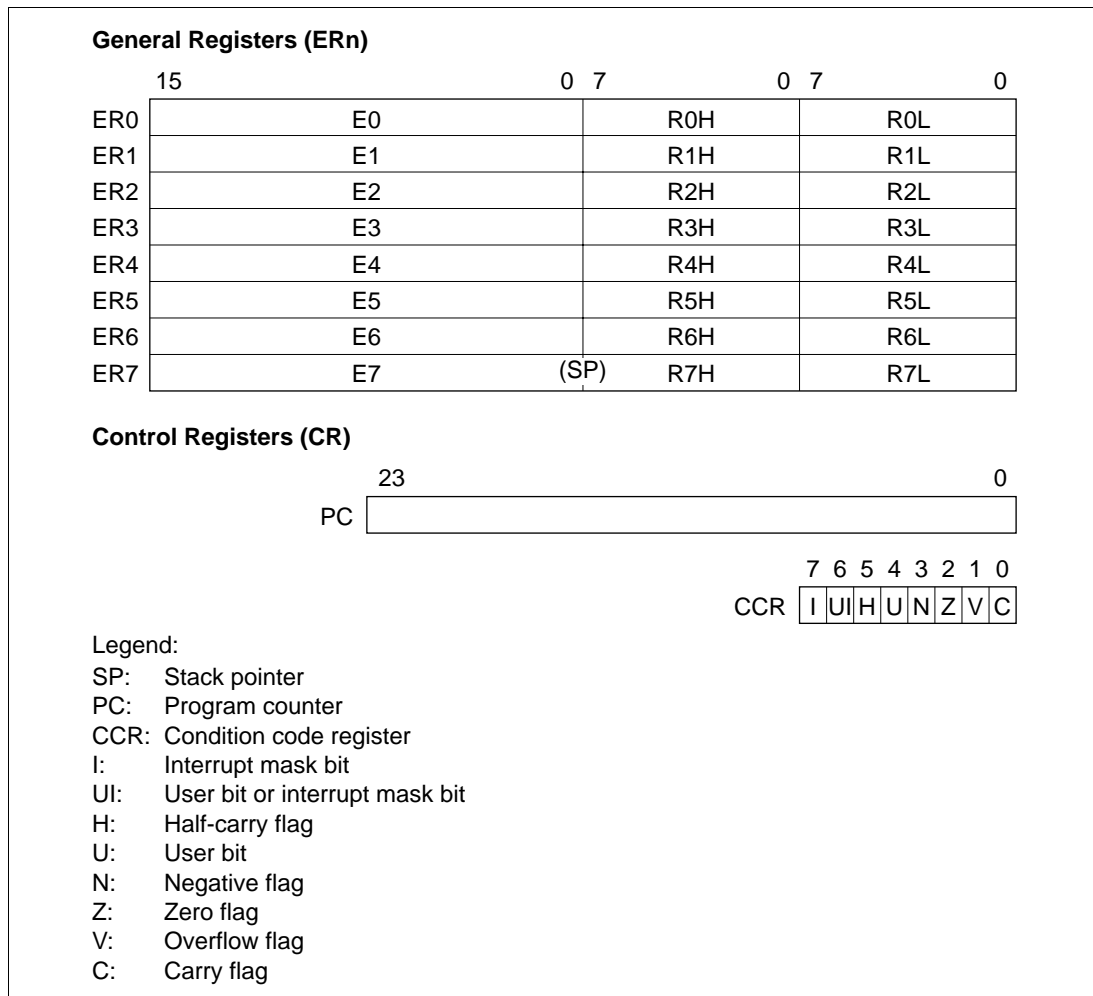 General Registers (ERn)
15 0 7 0 7 0
ER0 E0 R0H R0L
ER1 E1 R1H R1L
ER2 E2 R2H R2L
ER3 E3 R3H R3L
ER4 E4 R4H R4L
ER5 E5 R5H R5L
ER6 E6 R6H R6L
ER7 E7 (SP) R7H R7L
Control Registers (CR)
23 0
PC
7 6 5 4 3 2 1 0
CCR I UI H U N Z V C
Legend:
SP: Stack pointer
PC: Program counter
CCR: Condition code register
I: Interrupt mask bit
UI: User bit or interrupt mask bit
H: Half-carry flag
U: User bit
N: Negative flag
Z: Zero flag
V: Overflow flag
C: Carry flag